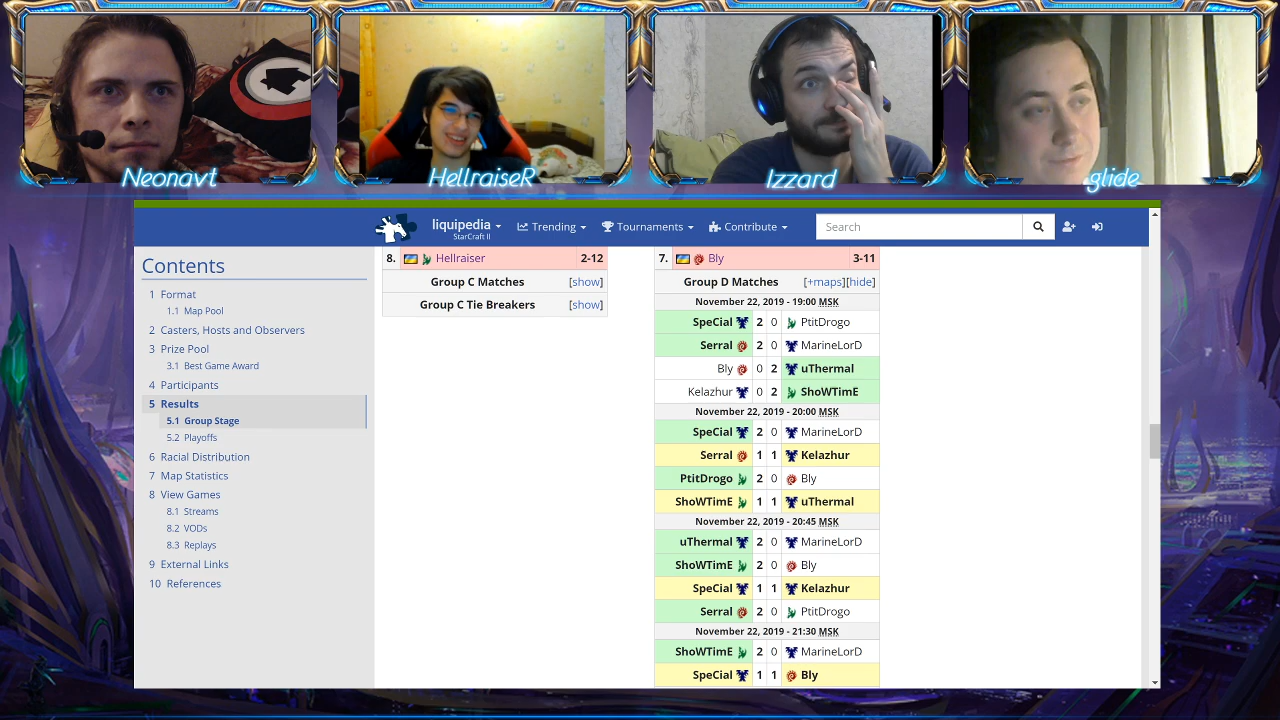 Neonavt
HellraiseR
Izzard
glide
liquipedia
StarCraft II
Trending
Tournaments
Contribute
Search
Contents
1 Format
1.1 Map Pool
2 Casters, Hosts and Observers
3 Prize Pool
3.1 Best Game Award
4 Participants
5 Results
5.1 Group Stage
5.2 Playoffs
6 Racial Distribution
7 Map Statistics
8 View Games
8.1 Streams
8.2 VODs
8.3 Replays
9 External Links
10 References
8. Hellraiser 2-12
Group C Matches [show]
Group C Tie Breakers [show]
7. Bly 3-11
Group D Matches [+maps][hide]
November 22, 2019 - 19:00 MSK
SpeCial 2 0 PtitDrogo
Serral 2 0 MarineLorD
Bly 0 2 uThermal
Kelazhur 0 2 ShoWTimE
November 22, 2019 - 20:00 MSK
SpeCial 2 0 MarineLorD
Serral 1 1 Kelazhur
PtitDrogo 2 0 Bly
ShoWTimE 1 1 uThermal
November 22, 2019 - 20:45 MSK
uThermal 2 0 MarineLorD
ShoWTimE 2 0 Bly
SpeCial 1 1 Kelazhur
Serral 2 0 PtitDrogo
November 22, 2019 - 21:30 MSK
ShoWTimE 2 0 MarineLorD
SpeCial 1 1 Bly